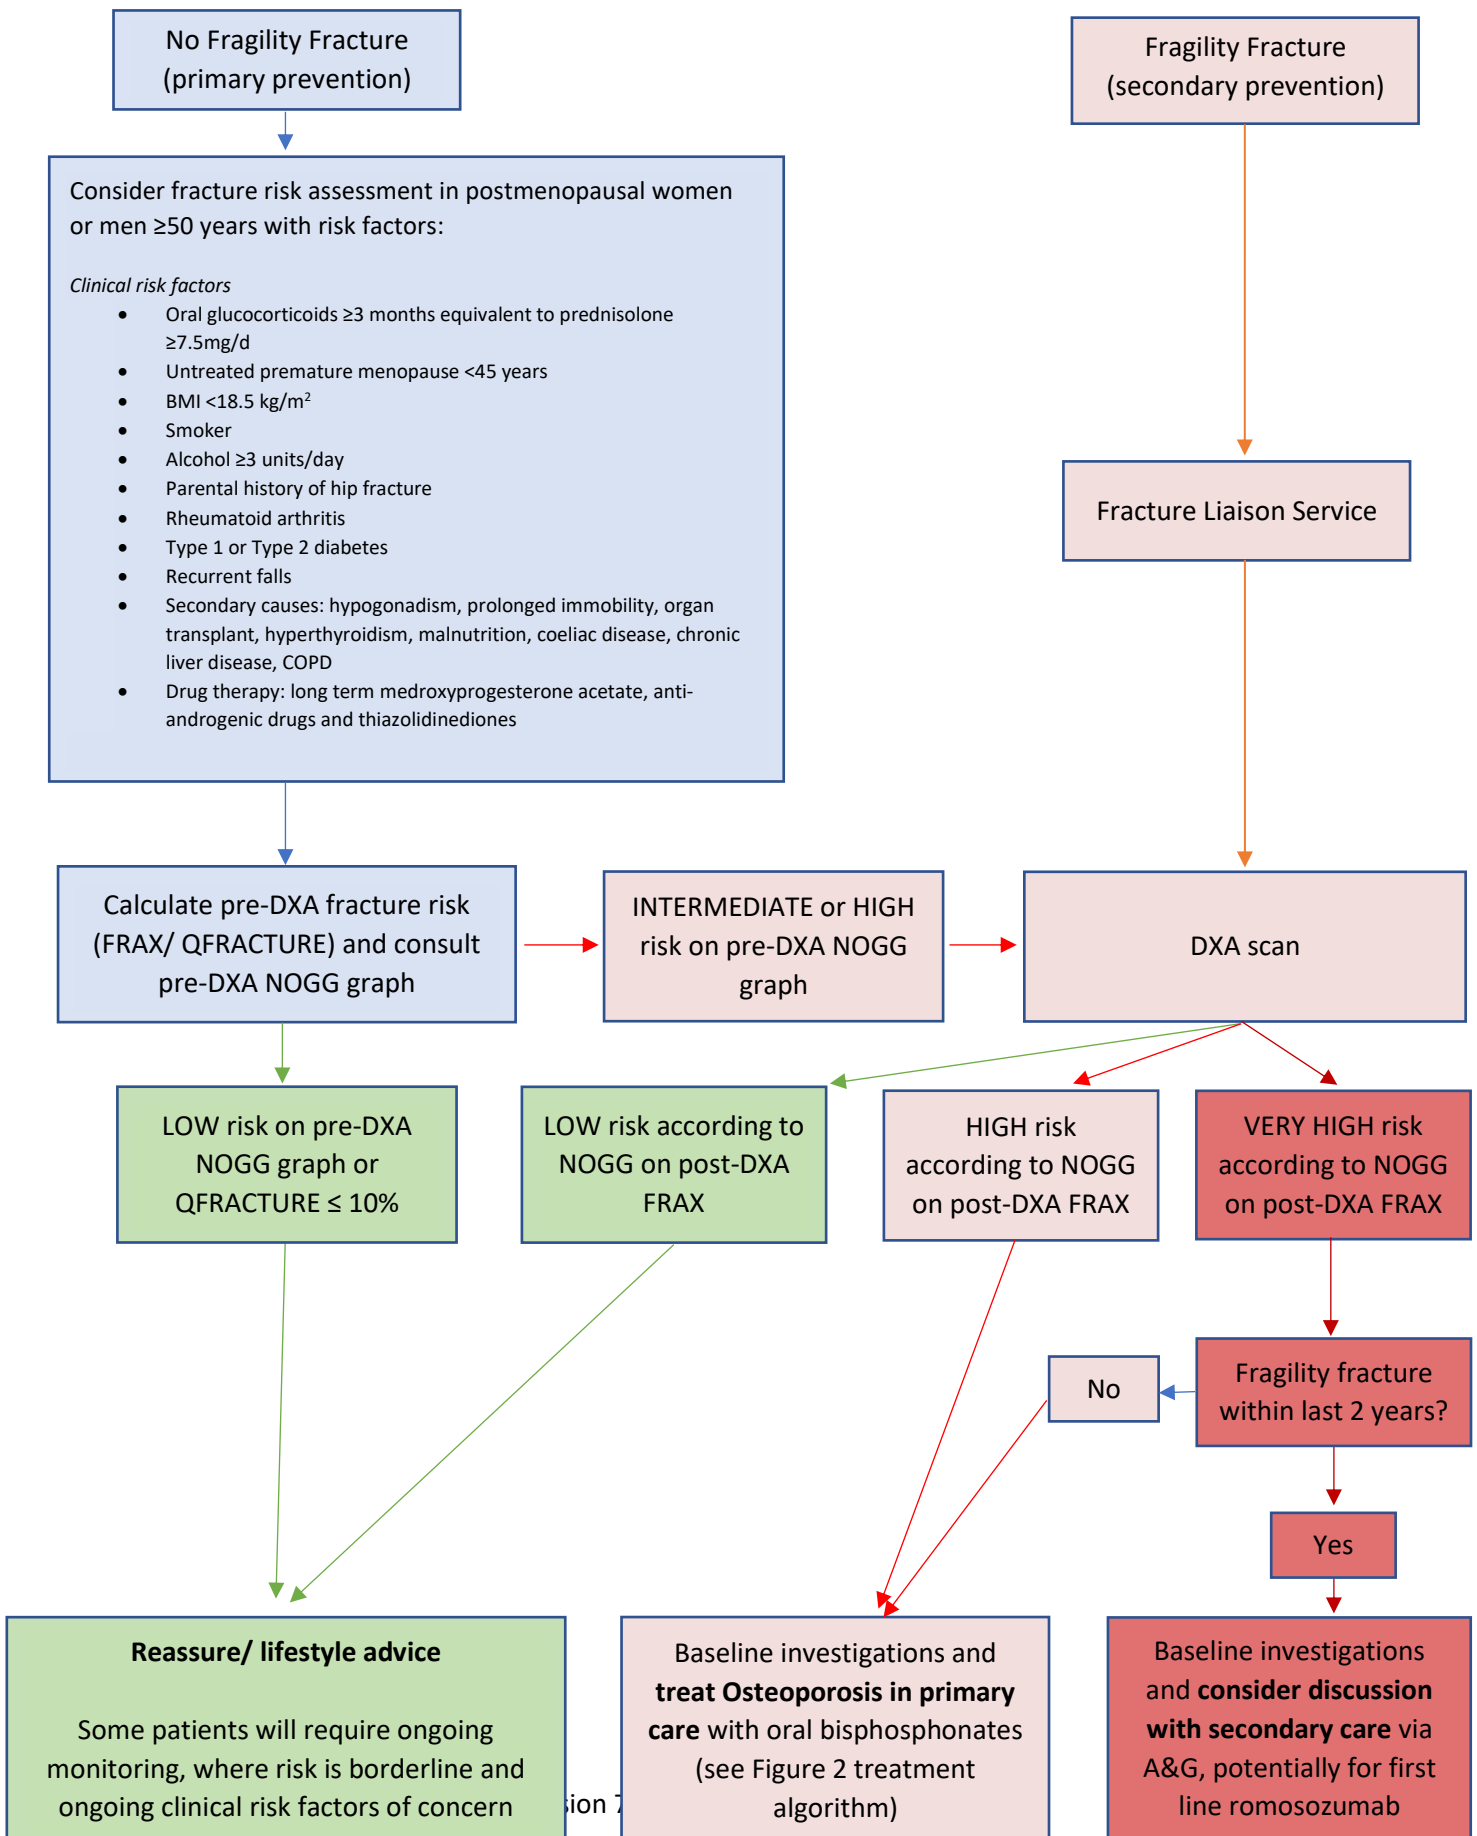 No Fragility Fracture
(primary prevention)
Fragility Fracture
(secondary prevention)
Consider fracture risk assessment in postmenopausal women
or men ≥50 years with risk factors:
Clinical risk factors
• Oral glucocorticoids ≥3 months equivalent to prednisolone
≥7.5mg/d
• Untreated premature menopause <45 years
• BMI <18.5 kg/m²
• Smoker
• Alcohol ≥3 units/day
• Parental history of hip fracture
• Rheumatoid arthritis
• Type 1 or Type 2 diabetes
• Recurrent falls
• Secondary causes: hypogonadism, prolonged immobility, organ
transplant, hyperthyroidism, malnutrition, coeliac disease, chronic
liver disease, COPD
• Drug therapy: long term medroxyprogesterone acetate, anti-
androgenic drugs and thiazolidinediones
Fracture Liaison Service
Calculate pre-DXA fracture risk
(FRAX/ QFRACTURE) and consult
pre-DXA NOGG graph
INTERMEDIATE or HIGH
risk on pre-DXA NOGG
graph
DXA scan
LOW risk on pre-DXA
NOGG graph or
QFRACTURE ≤ 10%
LOW risk according to
NOGG on post-DXA
FRAX
HIGH risk
according to NOGG
on post-DXA FRAX
VERY HIGH risk
according to NOGG
on post-DXA FRAX
No
Fragility fracture
within last 2 years?
Yes
Reassure/ lifestyle advice
Some patients will require ongoing
monitoring, where risk is borderline and
ongoing clinical risk factors of concern
Baseline investigations and
treat Osteoporosis in primary
care with oral bisphosphonates
(see Figure 2 treatment
algorithm)
Baseline investigations
and consider discussion
with secondary care via
A&G, potentially for first
line romosozumab